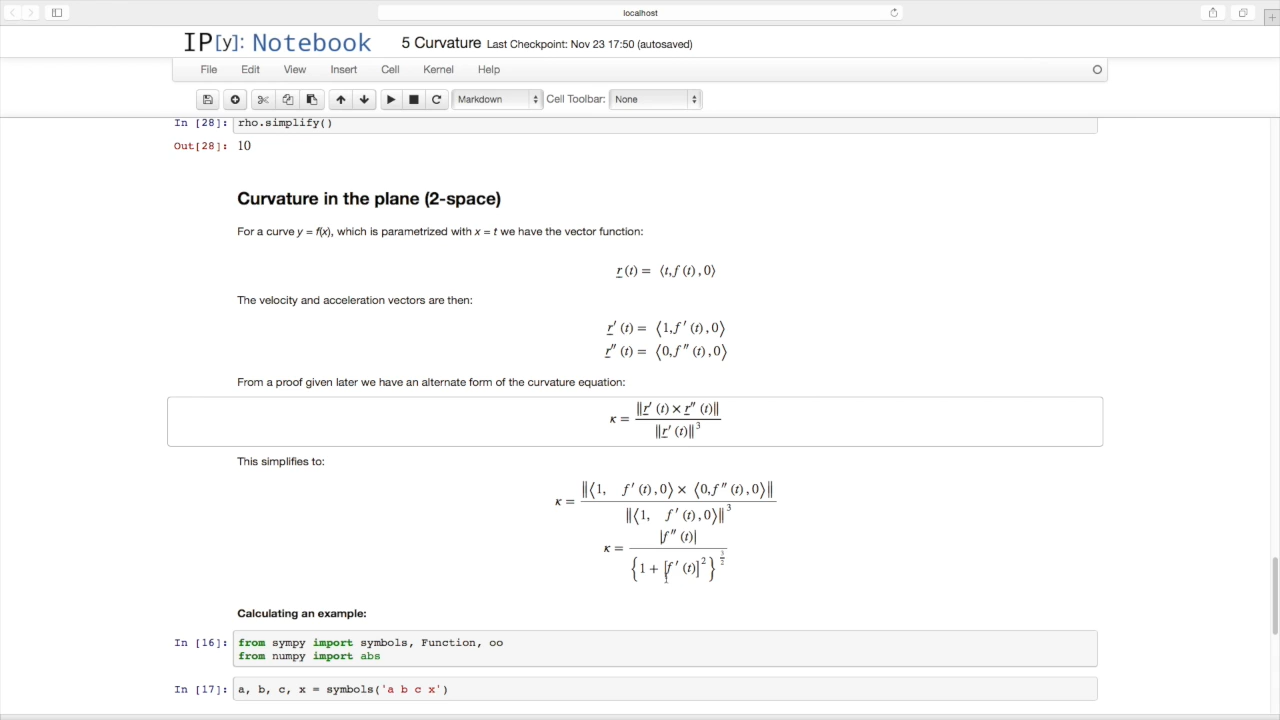 localhost
IP[y]: Notebook 5 Curvature Last Checkpoint: Nov 23 17:50 (autosaved)
File Edit View Insert Cell Kernel Help
Markdown Cell Toolbar: None
In [28]: rho.simplify()
Out[28]: 10
Curvature in the plane (2-space)
For a curve y = f(x), which is parametrized with x = t we have the vector function:
r(t) = ⟨t, f(t), 0⟩
The velocity and acceleration vectors are then:
r′(t) = ⟨1, f′(t), 0⟩
r″(t) = ⟨0, f″(t), 0⟩
From a proof given later we have an alternate form of the curvature equation:
κ = ‖r′(t) × r″(t)‖ / ‖r′(t)‖³
This simplifies to:
κ = ‖⟨1, f′(t), 0⟩ × ⟨0, f″(t), 0⟩‖ / ‖⟨1, f′(t), 0⟩‖³
κ = |f″(t)| / {1 + [f′(t)]²}^(3/2)
Calculating an example:
In [16]: from sympy import symbols, Function, oo
from numpy import abs
In [17]: a, b, c, x = symbols('a b c x')